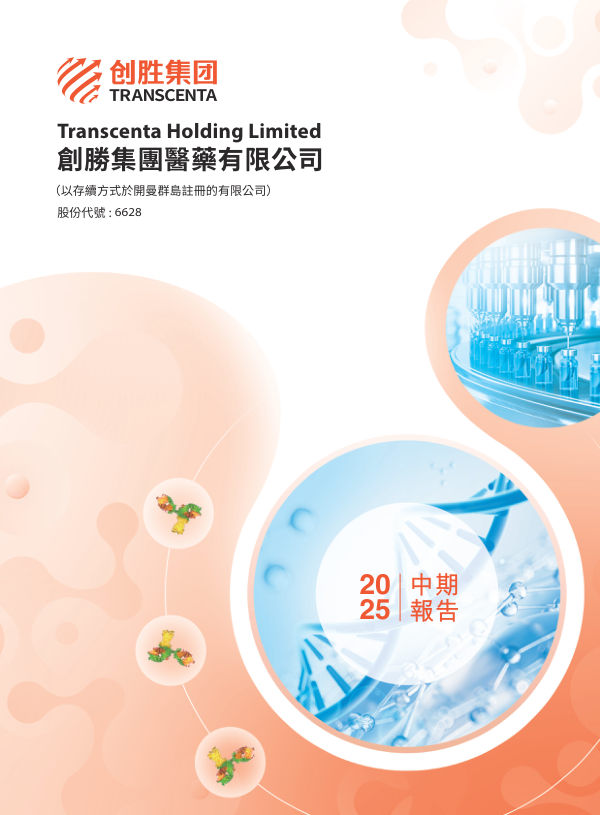 创胜集团
TRANSCENTA
Transcenta Holding Limited
創勝集團醫藥有限公司
(以存續方式於開曼群島註冊的有限公司)
股份代號 : 6628
20
25
中期
報告